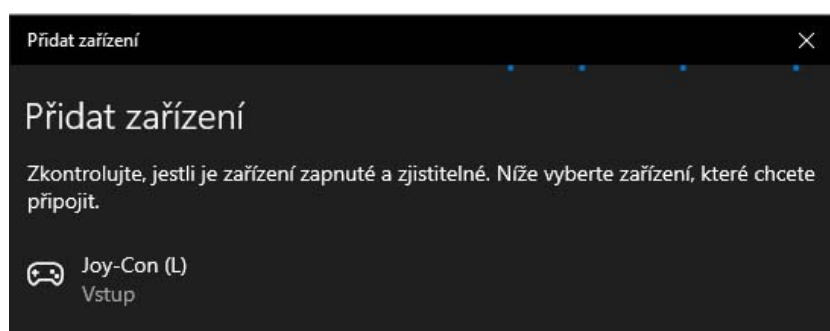 Přidat zařízení
Přidat zařízení
Zkontrolujte, jestli je zařízení zapnuté a zjistitelné. Níže vyberte zařízení, které chcete
připojit.
Joy-Con (L)
Vstup